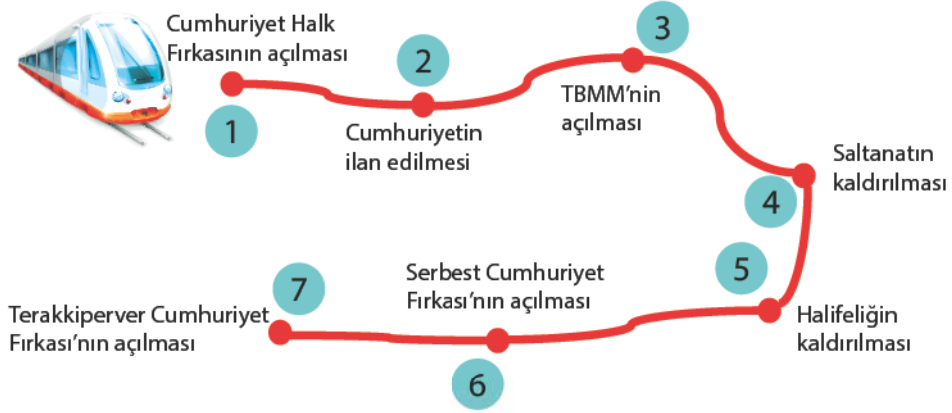 Cumhuriyet Halk
Fırkasının açılması
1
2
Cumhuriyetin
ilan edilmesi
3
TBMM'nin
açılması
Saltanatın
kaldırılması
4
5
Halifeliğin
kaldırılması
Serbest Cumhuriyet
Fırkası'nın açılması
6
7
Terakkiperver Cumhuriyet
Fırkası'nın açılması